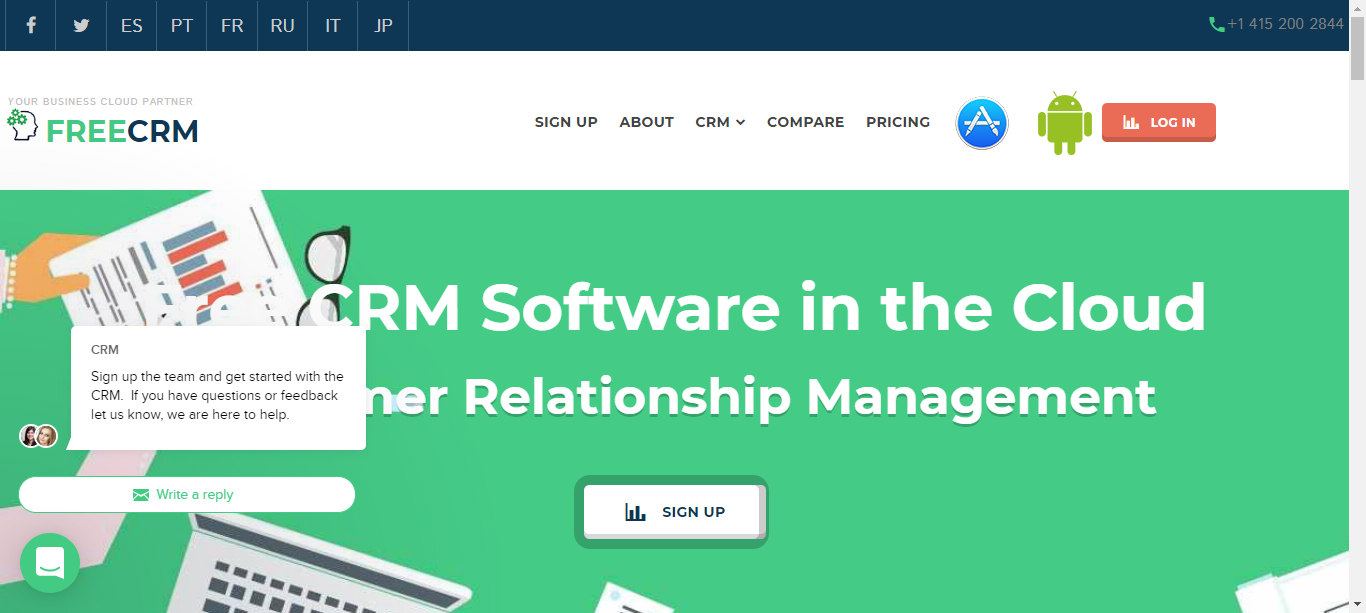 ES PT FR RU IT JP
+1 415 200 2844
YOUR BUSINESS CLOUD PARTNER
FREECRM
SIGN UP ABOUT CRM COMPARE PRICING
LOG IN
Free CRM Software in the Cloud
mer Relationship Management
CRM
Sign up the team and get started with the
CRM. If you have questions or feedback
let us know, we are here to help.
Write a reply
SIGN UP